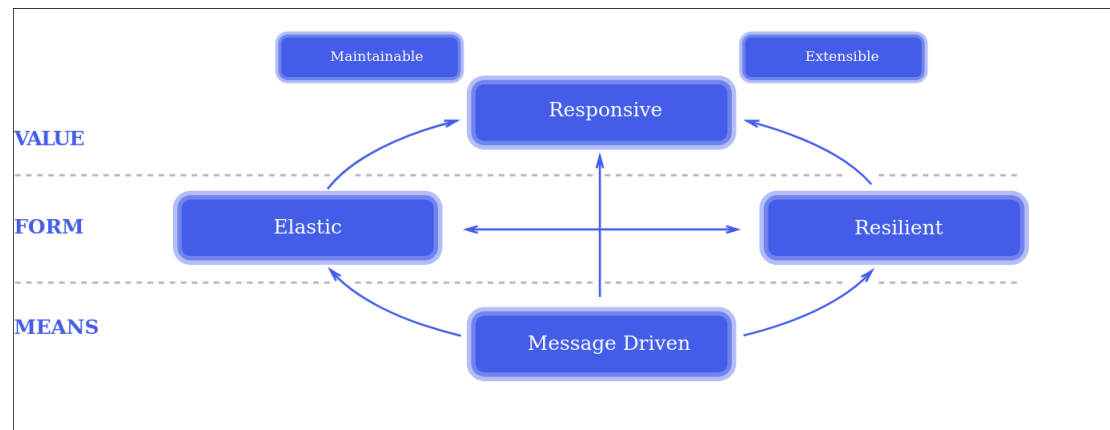 Maintainable
Extensible
Responsive
VALUE
FORM
Elastic
Resilient
MEANS
Message Driven